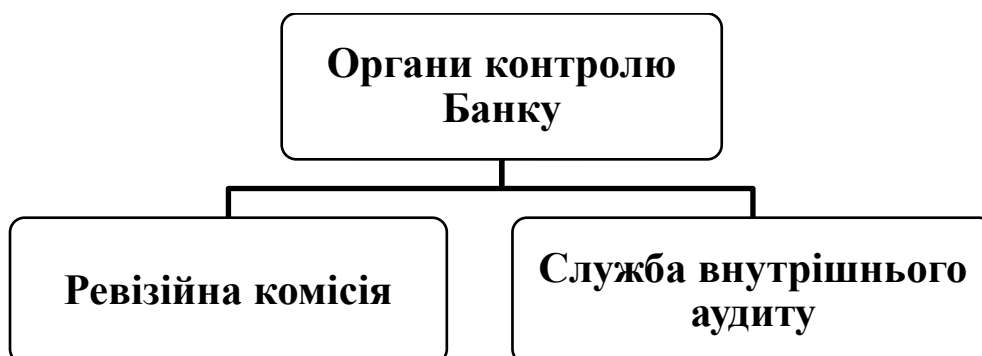 Органи контролю
Банку
Ревізійна комісія
Служба внутрішнього
аудиту